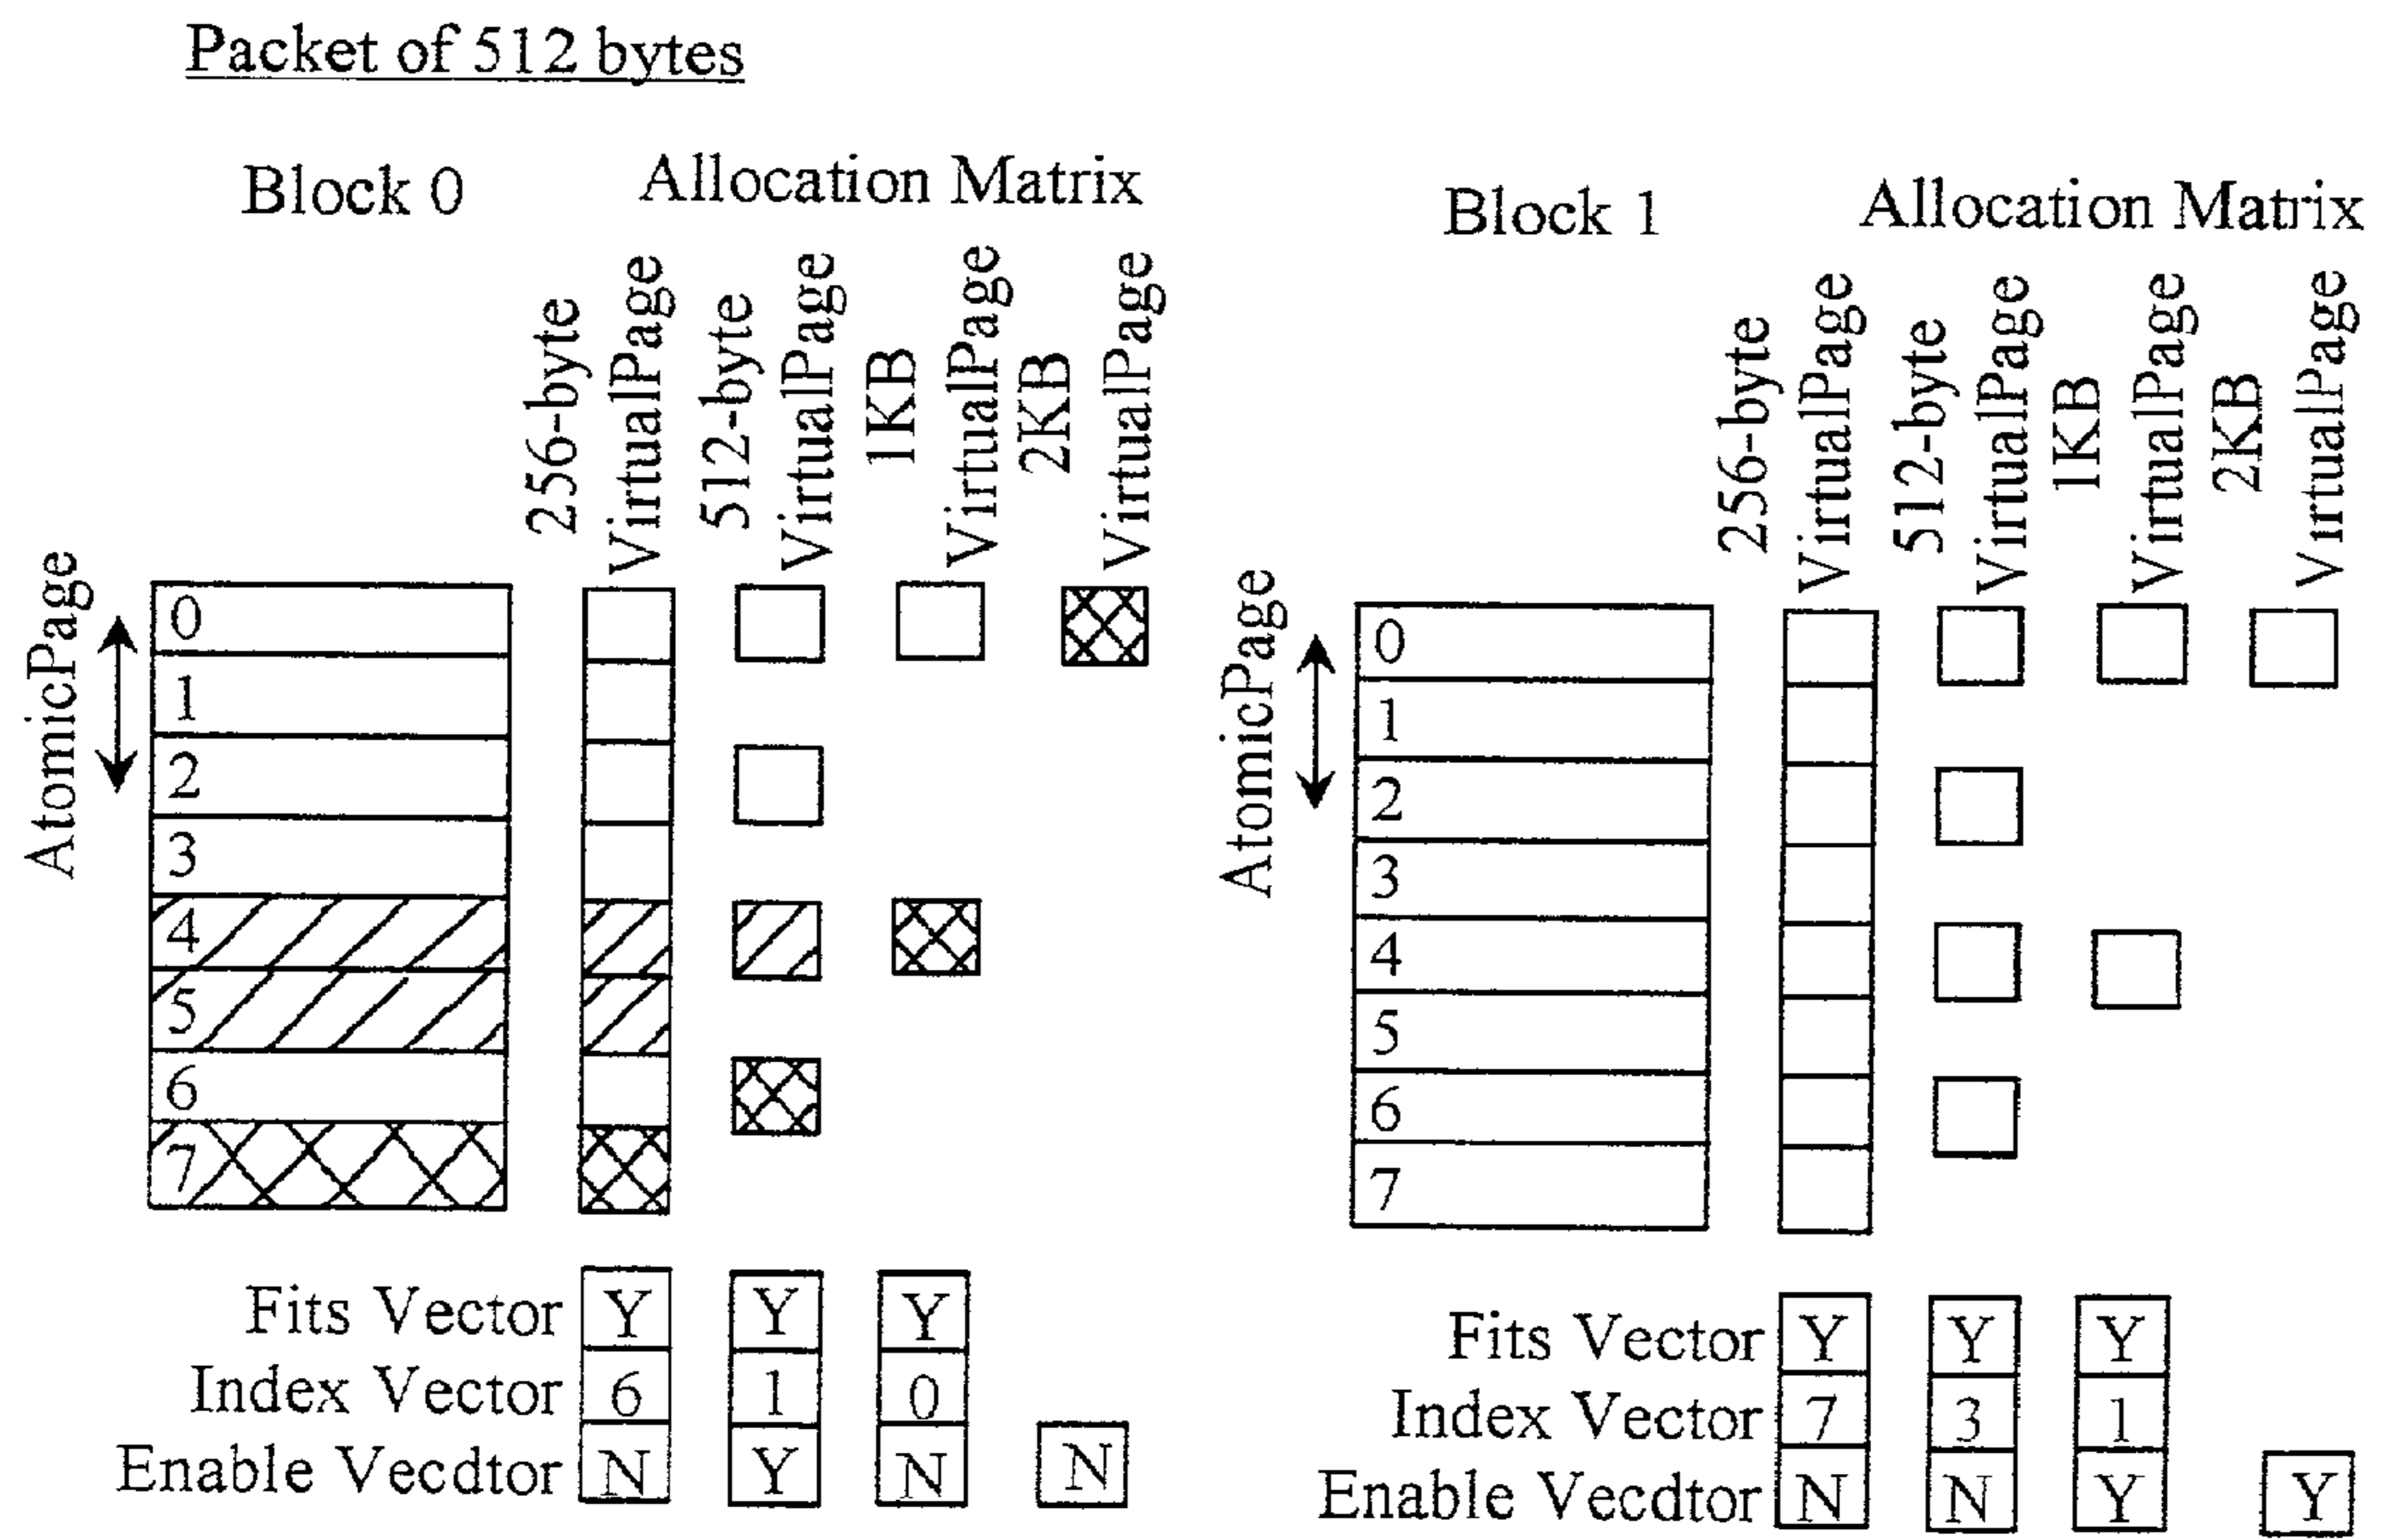 Packet of 512 bytes
Block 0
Allocation Matrix
256-byte
VirtualPage
512-byte
VirtualPage
1KB
VirtualPage
2KB
VirtualPage
AtomicPage
0
1
2
3
4
5
6
7
Fits Vector Y Y Y
Index Vector 6 1 0
Enable Vecdtor N Y N N
Block 1
Allocation Matrix
256-byte
VirtualPage
512-byte
VirtualPage
1KB
VirtualPage
2KB
VirtualPage
AtomicPage
0
1
2
3
4
5
6
7
Fits Vector Y Y Y
Index Vector 7 3 1
Enable Vecdtor N N Y Y